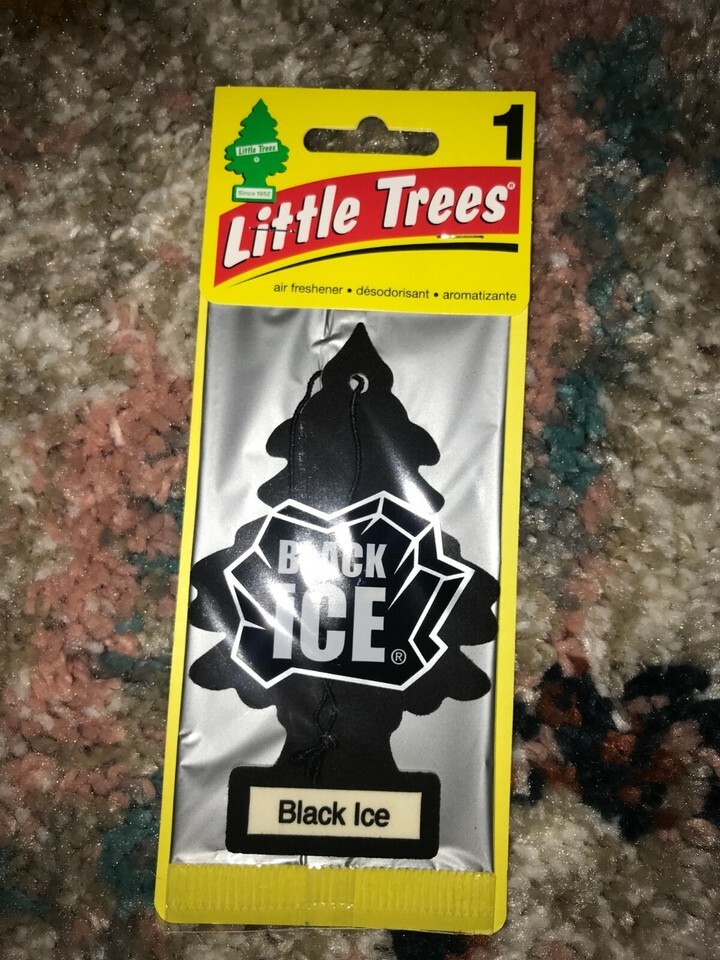 1
Little Trees
Since 1952
Little Trees®
air freshener • désodorisant • aromatizante
BLACK
ICE®
Black Ice